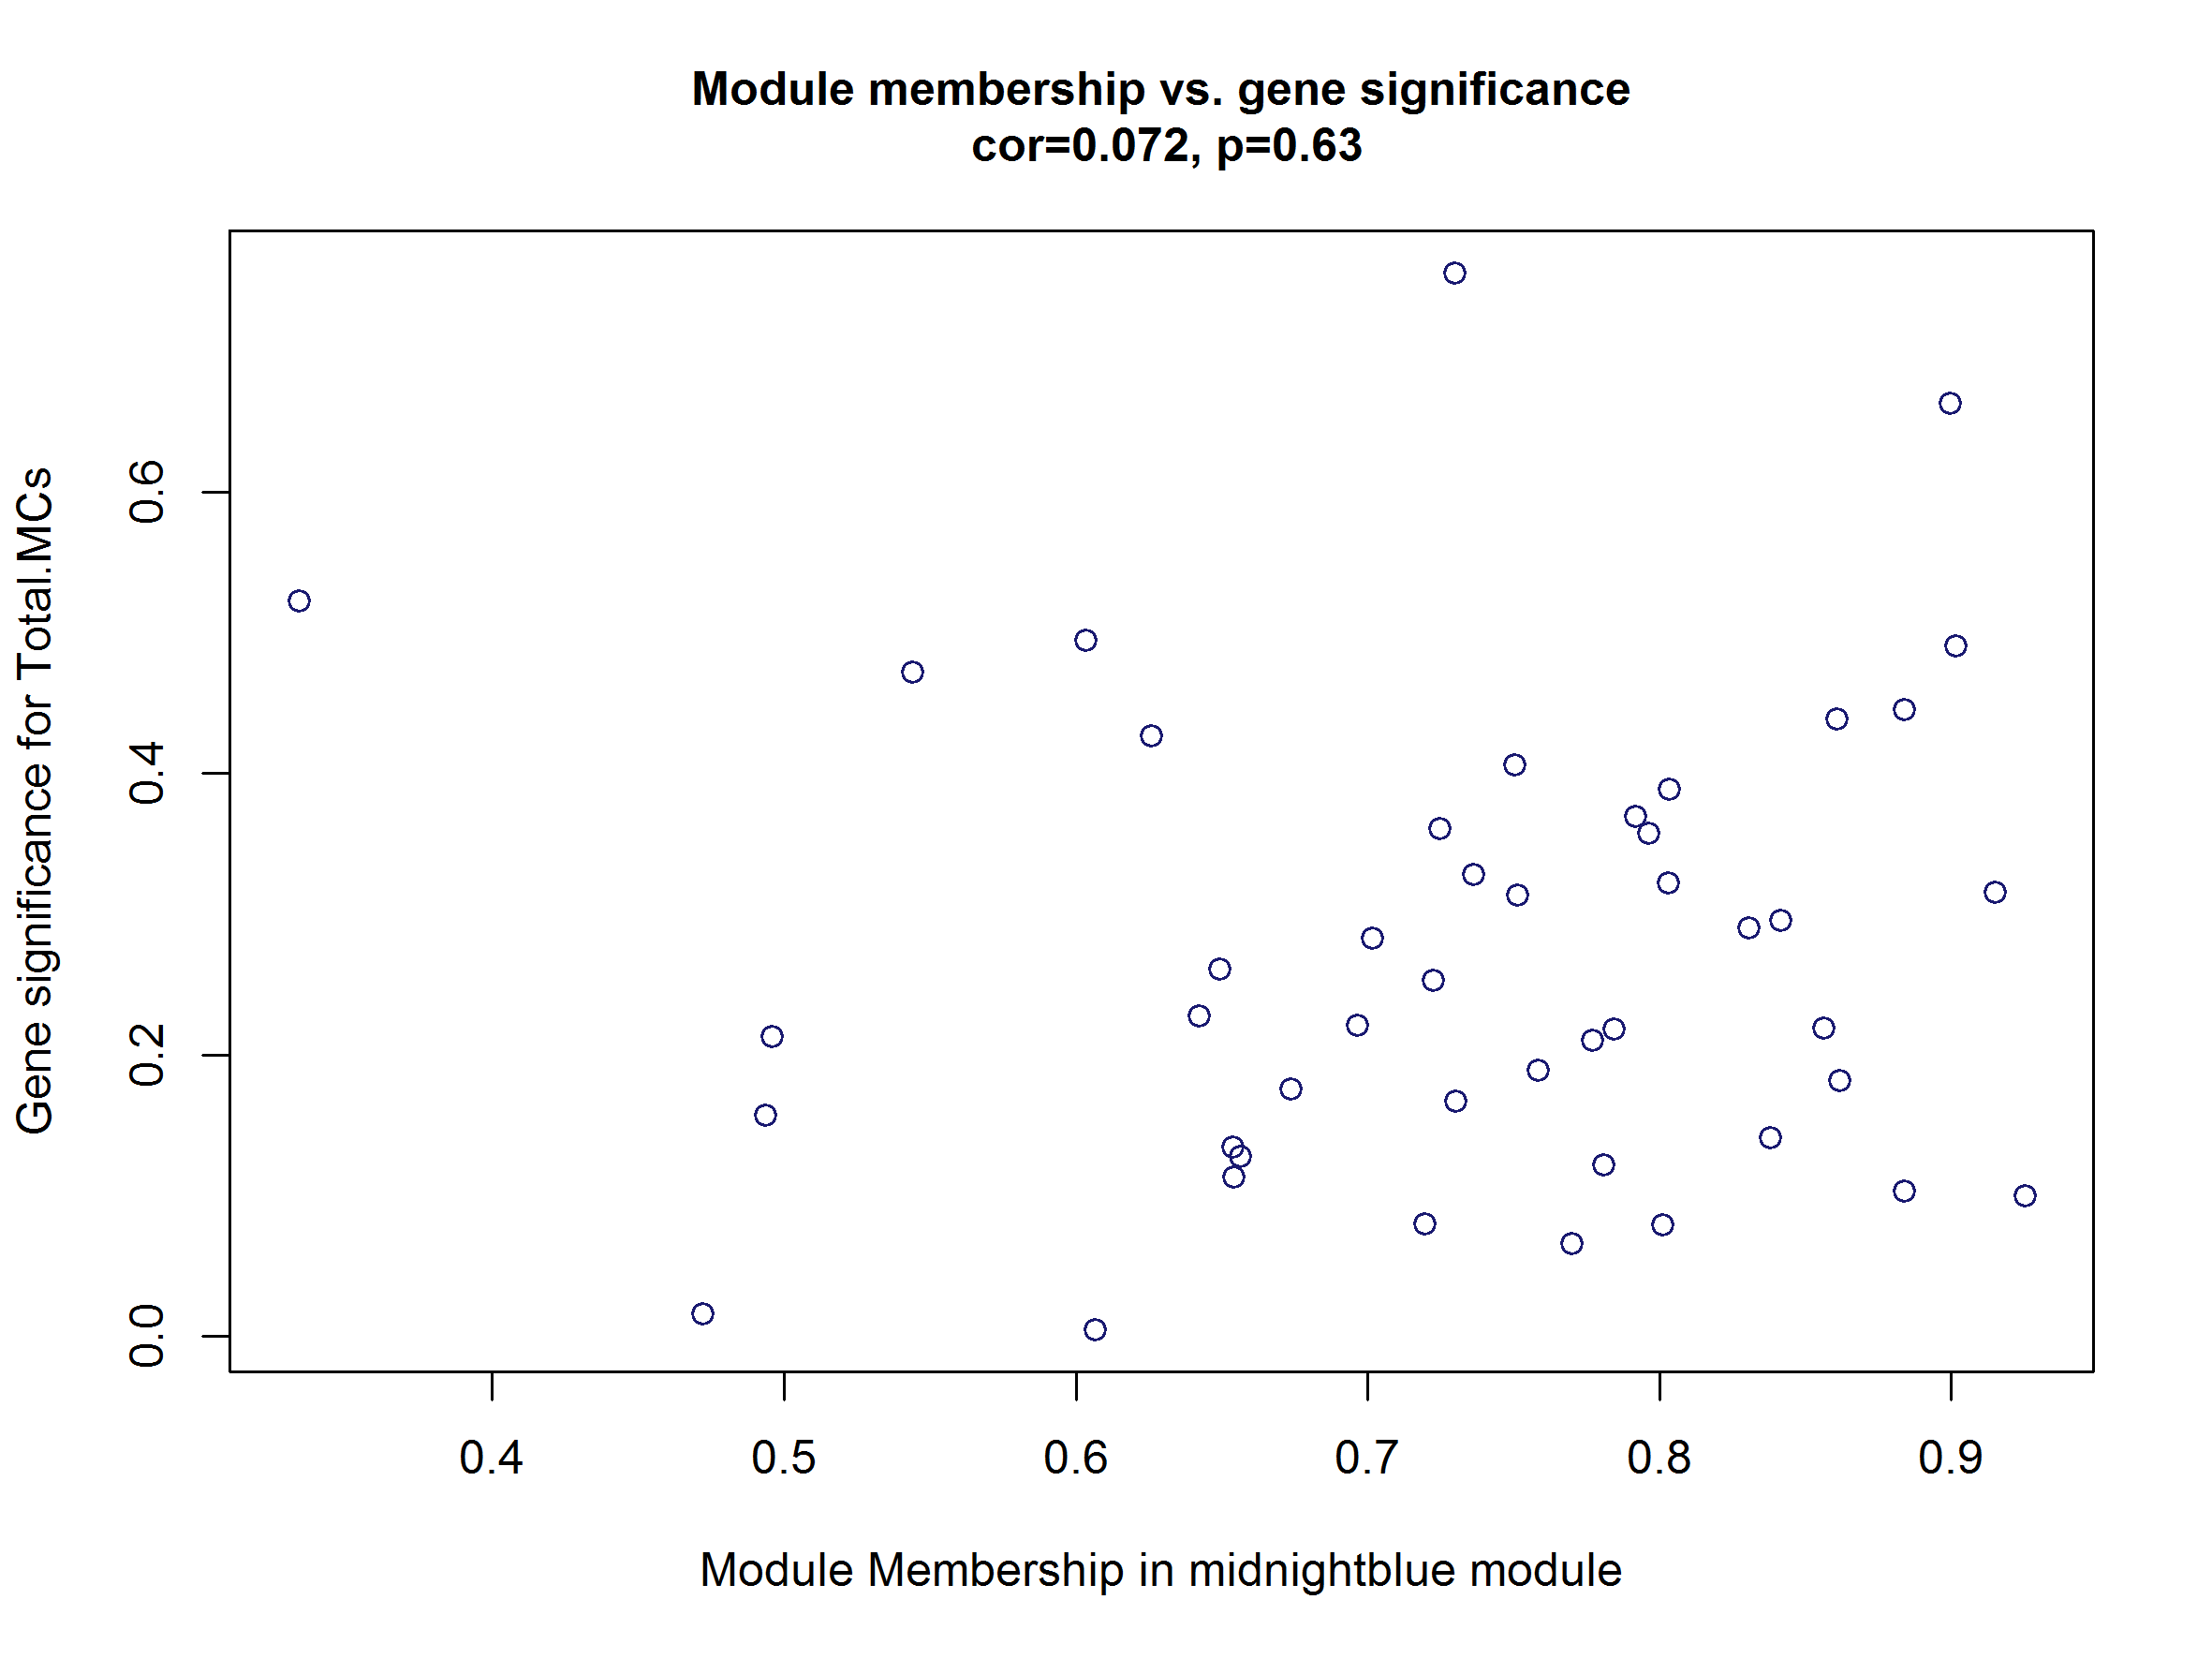 Module membership vs. gene significance
cor=0.072, p=0.63
Gene significance for Total.MCs
0.6
0.4
0.2
0.0
0.4 0.5 0.6 0.7 0.8 0.9
Module Membership in midnightblue module